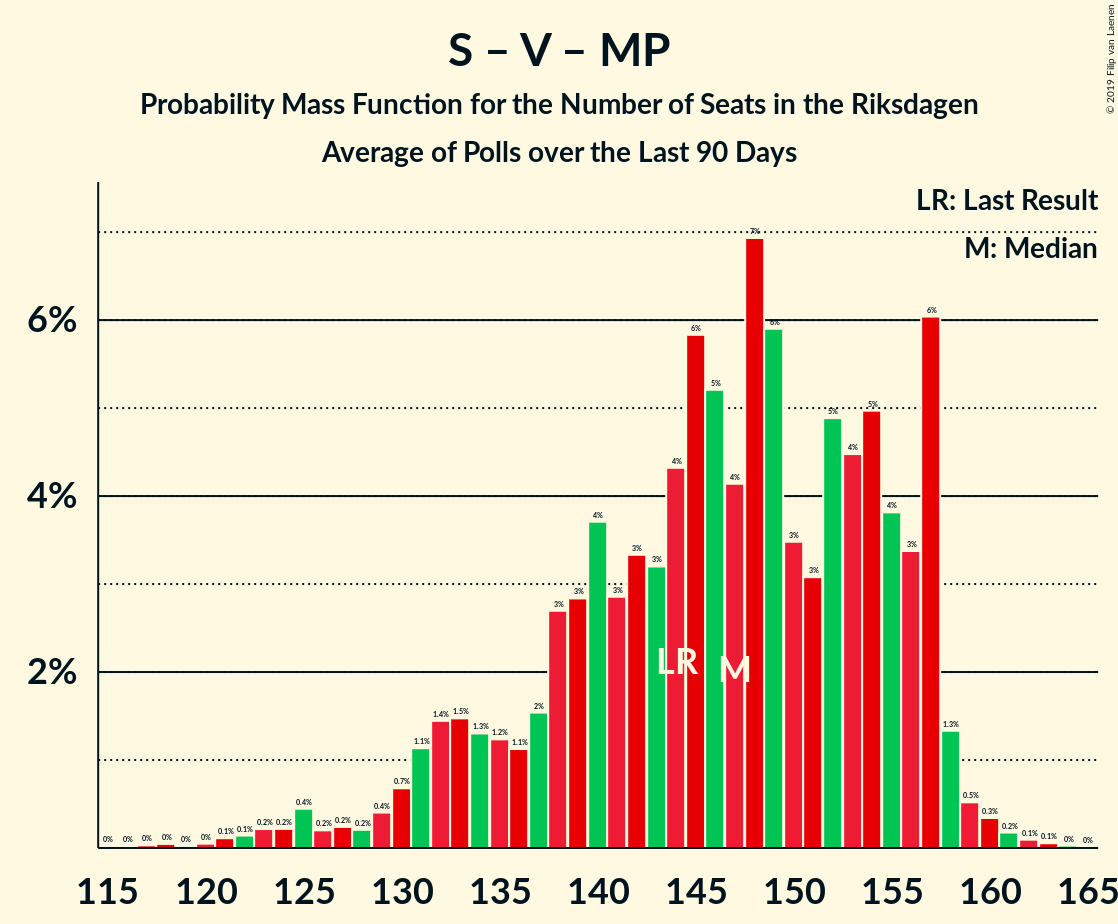 S – V – MP
Probability Mass Function for the Number of Seats in the Riksdagen
Average of Polls over the Last 90 Days
© 2019 Filip van Laenen
LR: Last Result
M: Median
6%
4%
2%
0% 0% 0% 0% 0% 0% 0.1% 0.1% 0.2% 0.2% 0.4% 0.2% 0.2% 0.2% 0.4% 0.7% 1.1% 1.4% 1.5% 1.3% 1.2% 1.1% 2% 3% 3% 4% 3% 3% 3% 4% 6% 5% 4% 7% 6% 3% 3% 5% 4% 5% 4% 3% 6% 1.3% 0.5% 0.3% 0.2% 0.1% 0.1% 0% 0%
LR M
115 120 125 130 135 140 145 150 155 160 165